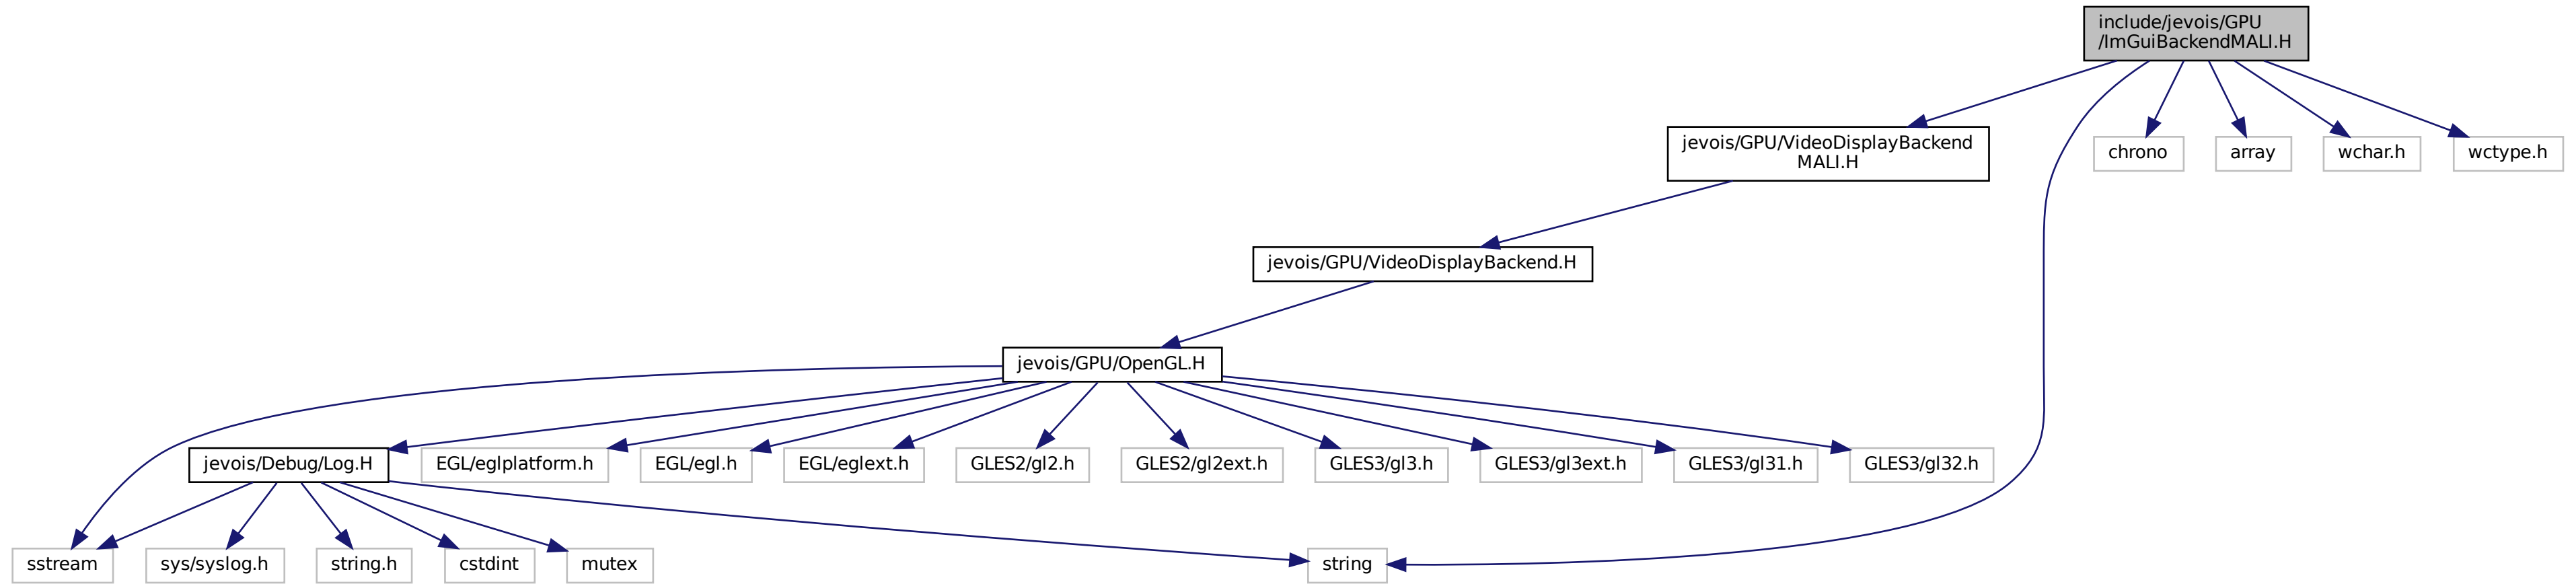 include/jevois/GPU
/ImGuiBackendMALI.H
jevois/GPU/VideoDisplayBackend
MALI.H
chrono
array
wchar.h
wctype.h
jevois/GPU/VideoDisplayBackend.H
jevois/GPU/OpenGL.H
jevois/Debug/Log.H
EGL/eglplatform.h
EGL/egl.h
EGL/eglext.h
GLES2/gl2.h
GLES2/gl2ext.h
GLES3/gl3.h
GLES3/gl3ext.h
GLES3/gl31.h
GLES3/gl32.h
sstream
sys/syslog.h
string.h
cstdint
mutex
string